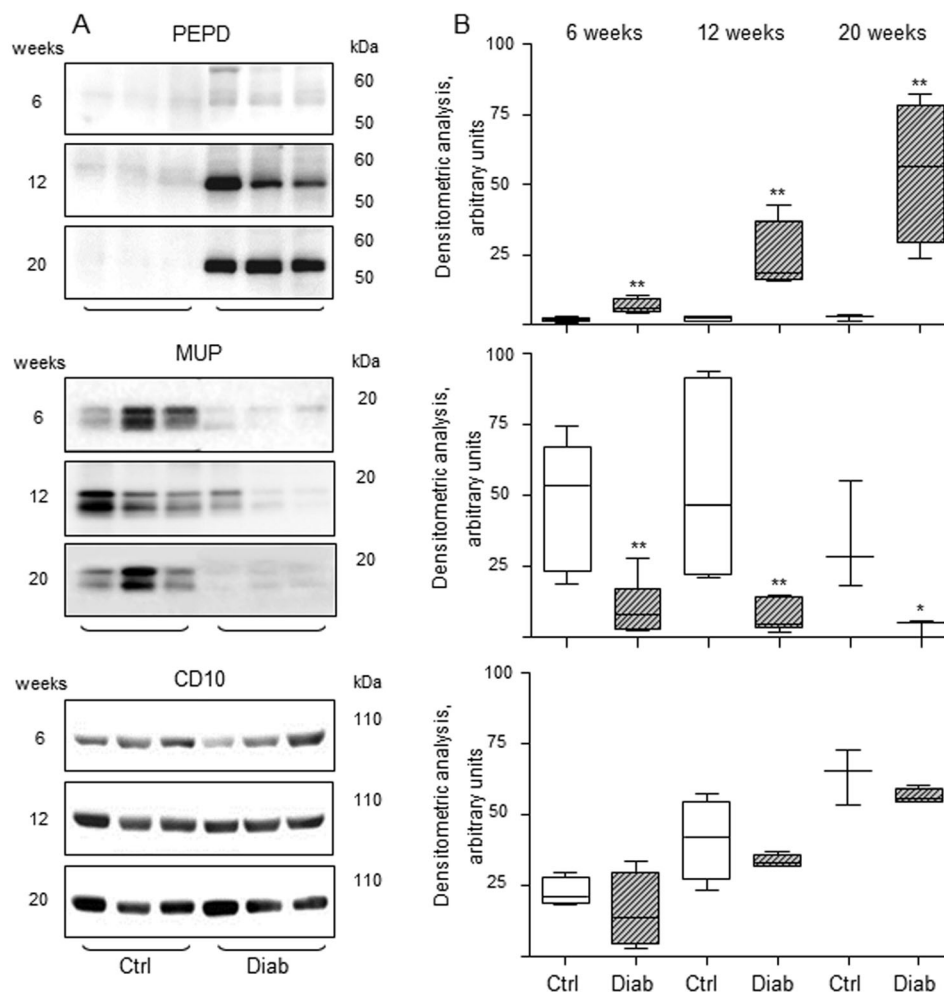 A
PEPD
weeks
kDa
6
60
50
12
60
50
20
60
50
MUP
weeks
kDa
6
20
12
20
20
20
CD10
weeks
kDa
6
110
12
110
20
110
Ctrl
Diab
B
6 weeks
12 weeks
20 weeks
Densitometric analysis,
arbitrary units
100
75
50
25
**
**
**
Densitometric analysis,
arbitrary units
100
75
50
25
**
**
*
Densitometric analysis,
arbitrary units
100
75
50
25
Ctrl Diab Ctrl Diab Ctrl Diab